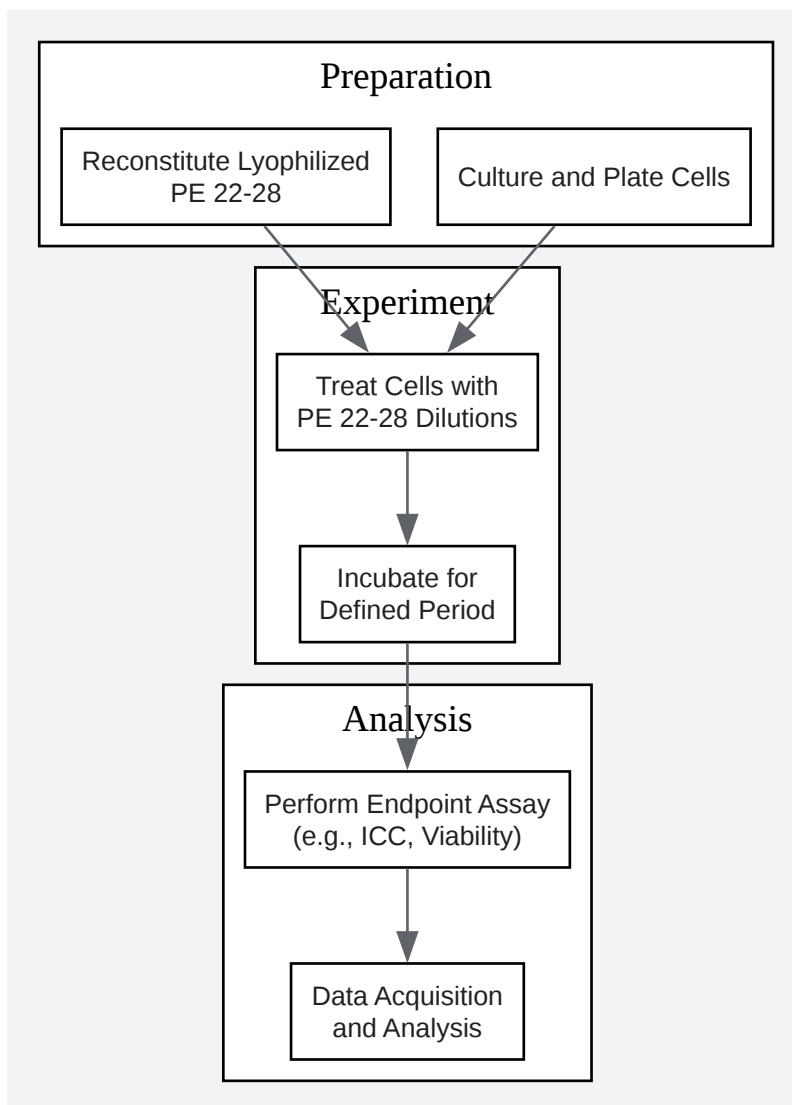 Preparation
Reconstitute Lyophilized
PE 22-28
Culture and Plate Cells
Experiment
Treat Cells with
PE 22-28 Dilutions
Incubate for
Defined Period
Analysis
Perform Endpoint Assay
(e.g., ICC, Viability)
Data Acquisition
and Analysis